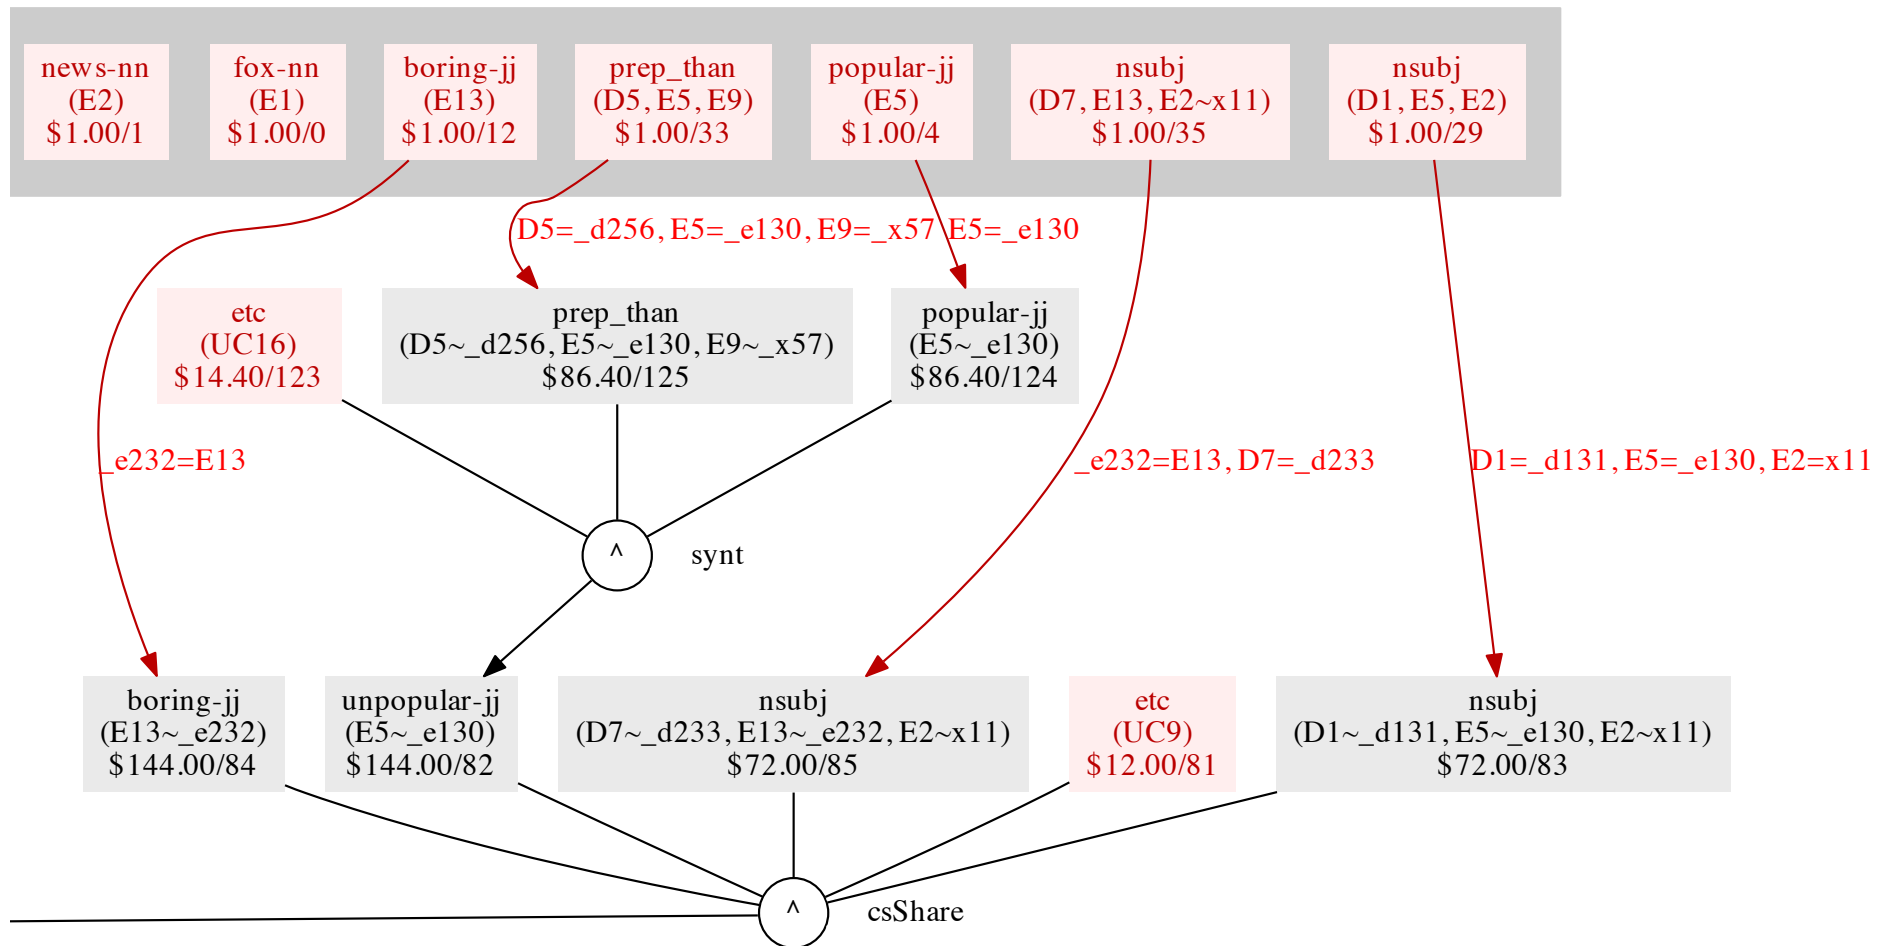 news-nn
(E2)
$1.00/1
fox-nn
(E1)
$1.00/0
boring-jj
(E13)
$1.00/12
prep_than
(D5, E5, E9)
$1.00/33
popular-jj
(E5)
$1.00/4
nsubj
(D7, E13, E2~x11)
$1.00/35
nsubj
(D1, E5, E2)
$1.00/29
D5=_d256, E5=_e130, E9=_x57
E5=_e130
etc
(UC16)
$14.40/123
prep_than
(D5~_d256, E5~_e130, E9~_x57)
$86.40/125
popular-jj
(E5~_e130)
$86.40/124
_e232=E13
_e232=E13, D7=_d233
D1=_d131, E5=_e130, E2=x11
^
synt
boring-jj
(E13~_e232)
$144.00/84
unpopular-jj
(E5~_e130)
$144.00/82
nsubj
(D7~_d233, E13~_e232, E2~x11)
$72.00/85
etc
(UC9)
$12.00/81
nsubj
(D1~_d131, E5~_e130, E2~x11)
$72.00/83
^
csShare